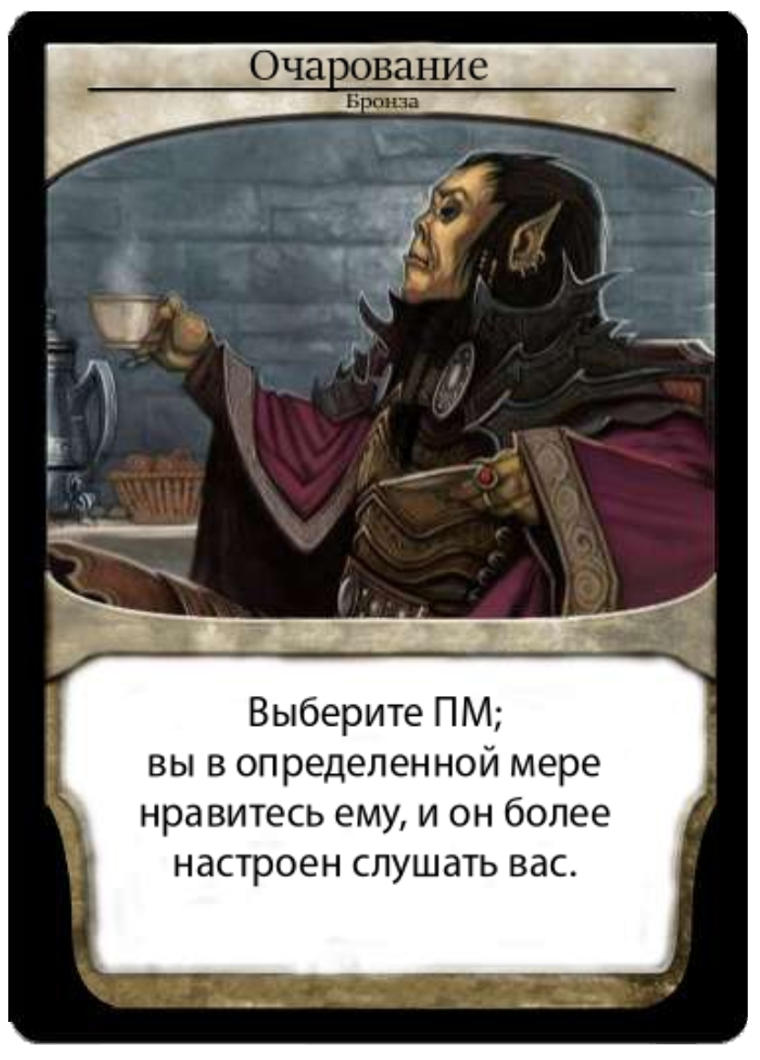 Очарование
Бронза
Выберите ПМ;
вы в определенной мере
нравитесь ему, и он более
настроен слушать вас.